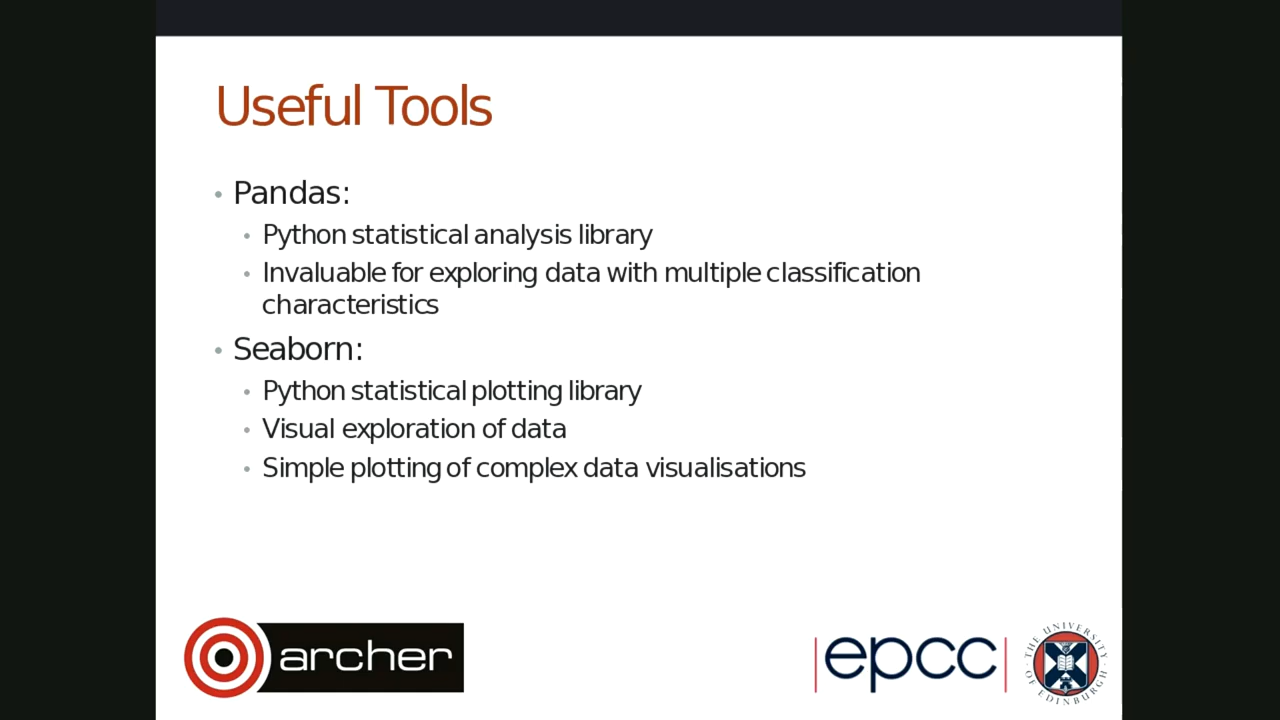 Useful Tools
• Pandas:
• Python statistical analysis library
• Invaluable for exploring data with multiple classification
characteristics
• Seaborn:
• Python statistical plotting library
• Visual exploration of data
• Simple plotting of complex data visualisations
archer
epcc
THE UNIVERSITY OF EDINBURGH